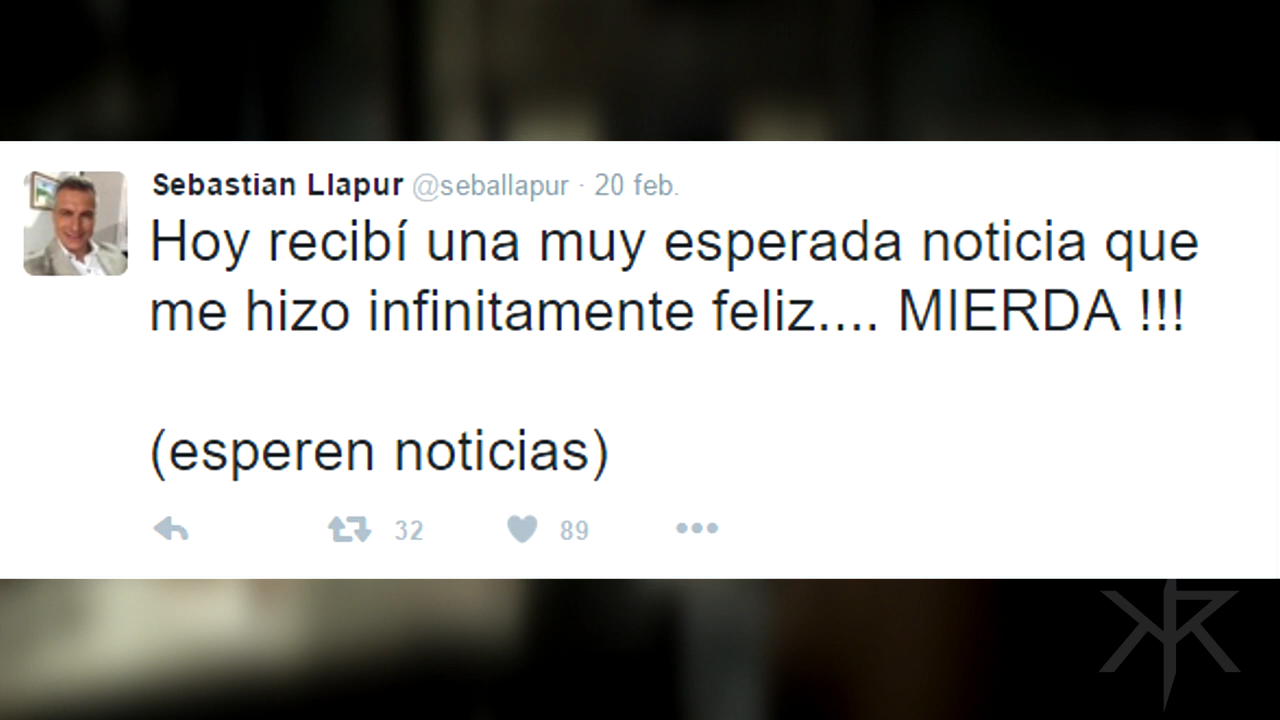 Sebastian Llapur @seballapur · 20 feb.
Hoy recibí una muy esperada noticia que
me hizo infinitamente feliz.... MIERDA !!!
(esperen noticias)
32 89